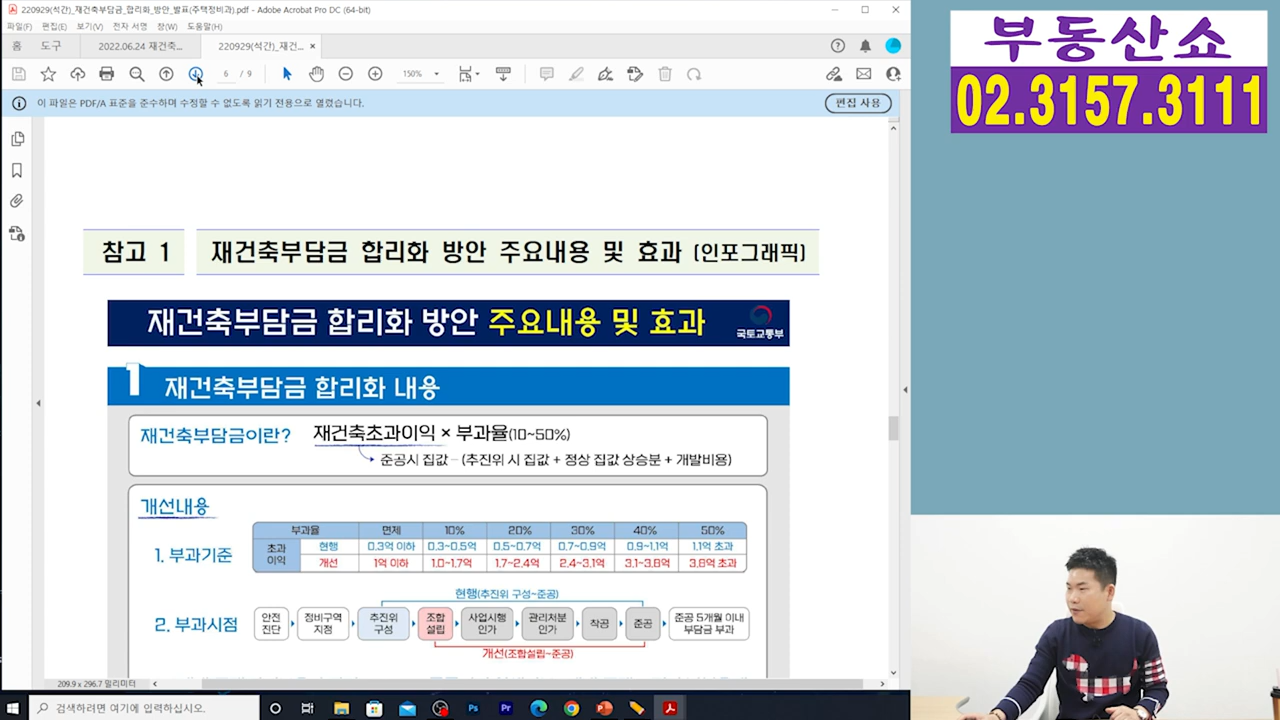 220929(석간)_재건축부담금_합리화_방안_발표(주택정비과).pdf - Adobe Acrobat Pro DC (64-bit)
파일(F) 편집(E) 보기(V) 전자 서명 창(W) 도움말(H)
홈 도구 2022.06.24 재건축... 220929(석간)_재건... ×
6 / 9 150%
이 파일은 PDF/A 표준을 준수하며 수정할 수 없도록 읽기 전용으로 열렸습니다. 편집 사용
부동산쇼
02.3157.3111
참고 1 재건축부담금 합리화 방안 주요내용 및 효과 (인포그래픽)
재건축부담금 합리화 방안 주요내용 및 효과 국토교통부
1 재건축부담금 합리화 내용
재건축부담금이란? 재건축초과이익 × 부과율(10~50%)
준공시 집값 – (추진위 시 집값 + 정상 집값 상승분 + 개발비용)
개선내용
1. 부과기준
부과율 면제 10% 20% 30% 40% 50%
초과이익 현행 0.3억 이하 0.3~0.5억 0.5~0.7억 0.7~0.9억 0.9~1.1억 1.1억 초과
개선 1억 이하 1.0~1.7억 1.7~2.4억 2.4~3.1억 3.1~3.8억 3.8억 초과
현행(추진위 구성~준공)
2. 부과시점
안전진단 정비구역 지정 추진위 구성 조합설립 사업시행인가 관리처분인가 착공 준공 준공 5개월 이내 부담금 부과
개선(조합설립~준공)
209.9 x 296.7 밀리미터
검색하려면 여기에 입력하십시오.